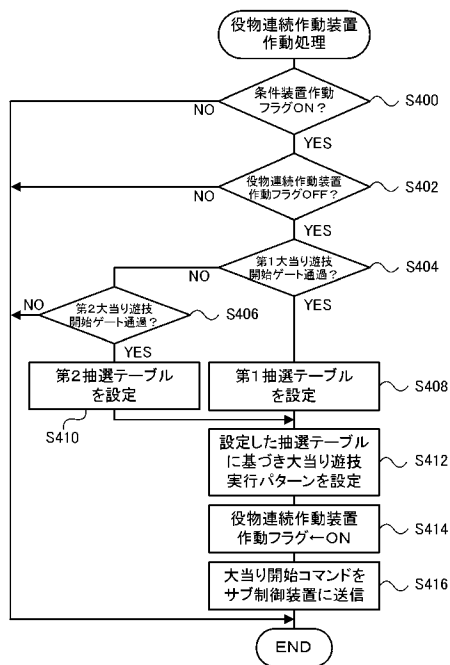 役物連続作動装置
作動処理
条件装置作動
フラグON?
S400
NO
YES
役物連続作動装置
作動フラグOFF?
S402
NO
YES
第1大当り遊技
開始ゲート通過?
S404
NO
YES
第2大当り遊技
開始ゲート通過?
S406
NO
YES
第2抽選テーブル
を設定
S410
第1抽選テーブル
を設定
S408
設定した抽選テーブル
に基づき大当り遊技
実行パターンを設定
S412
役物連続作動装置
作動フラグ←ON
S414
大当り開始コマンドを
サブ制御装置に送信
S416
END